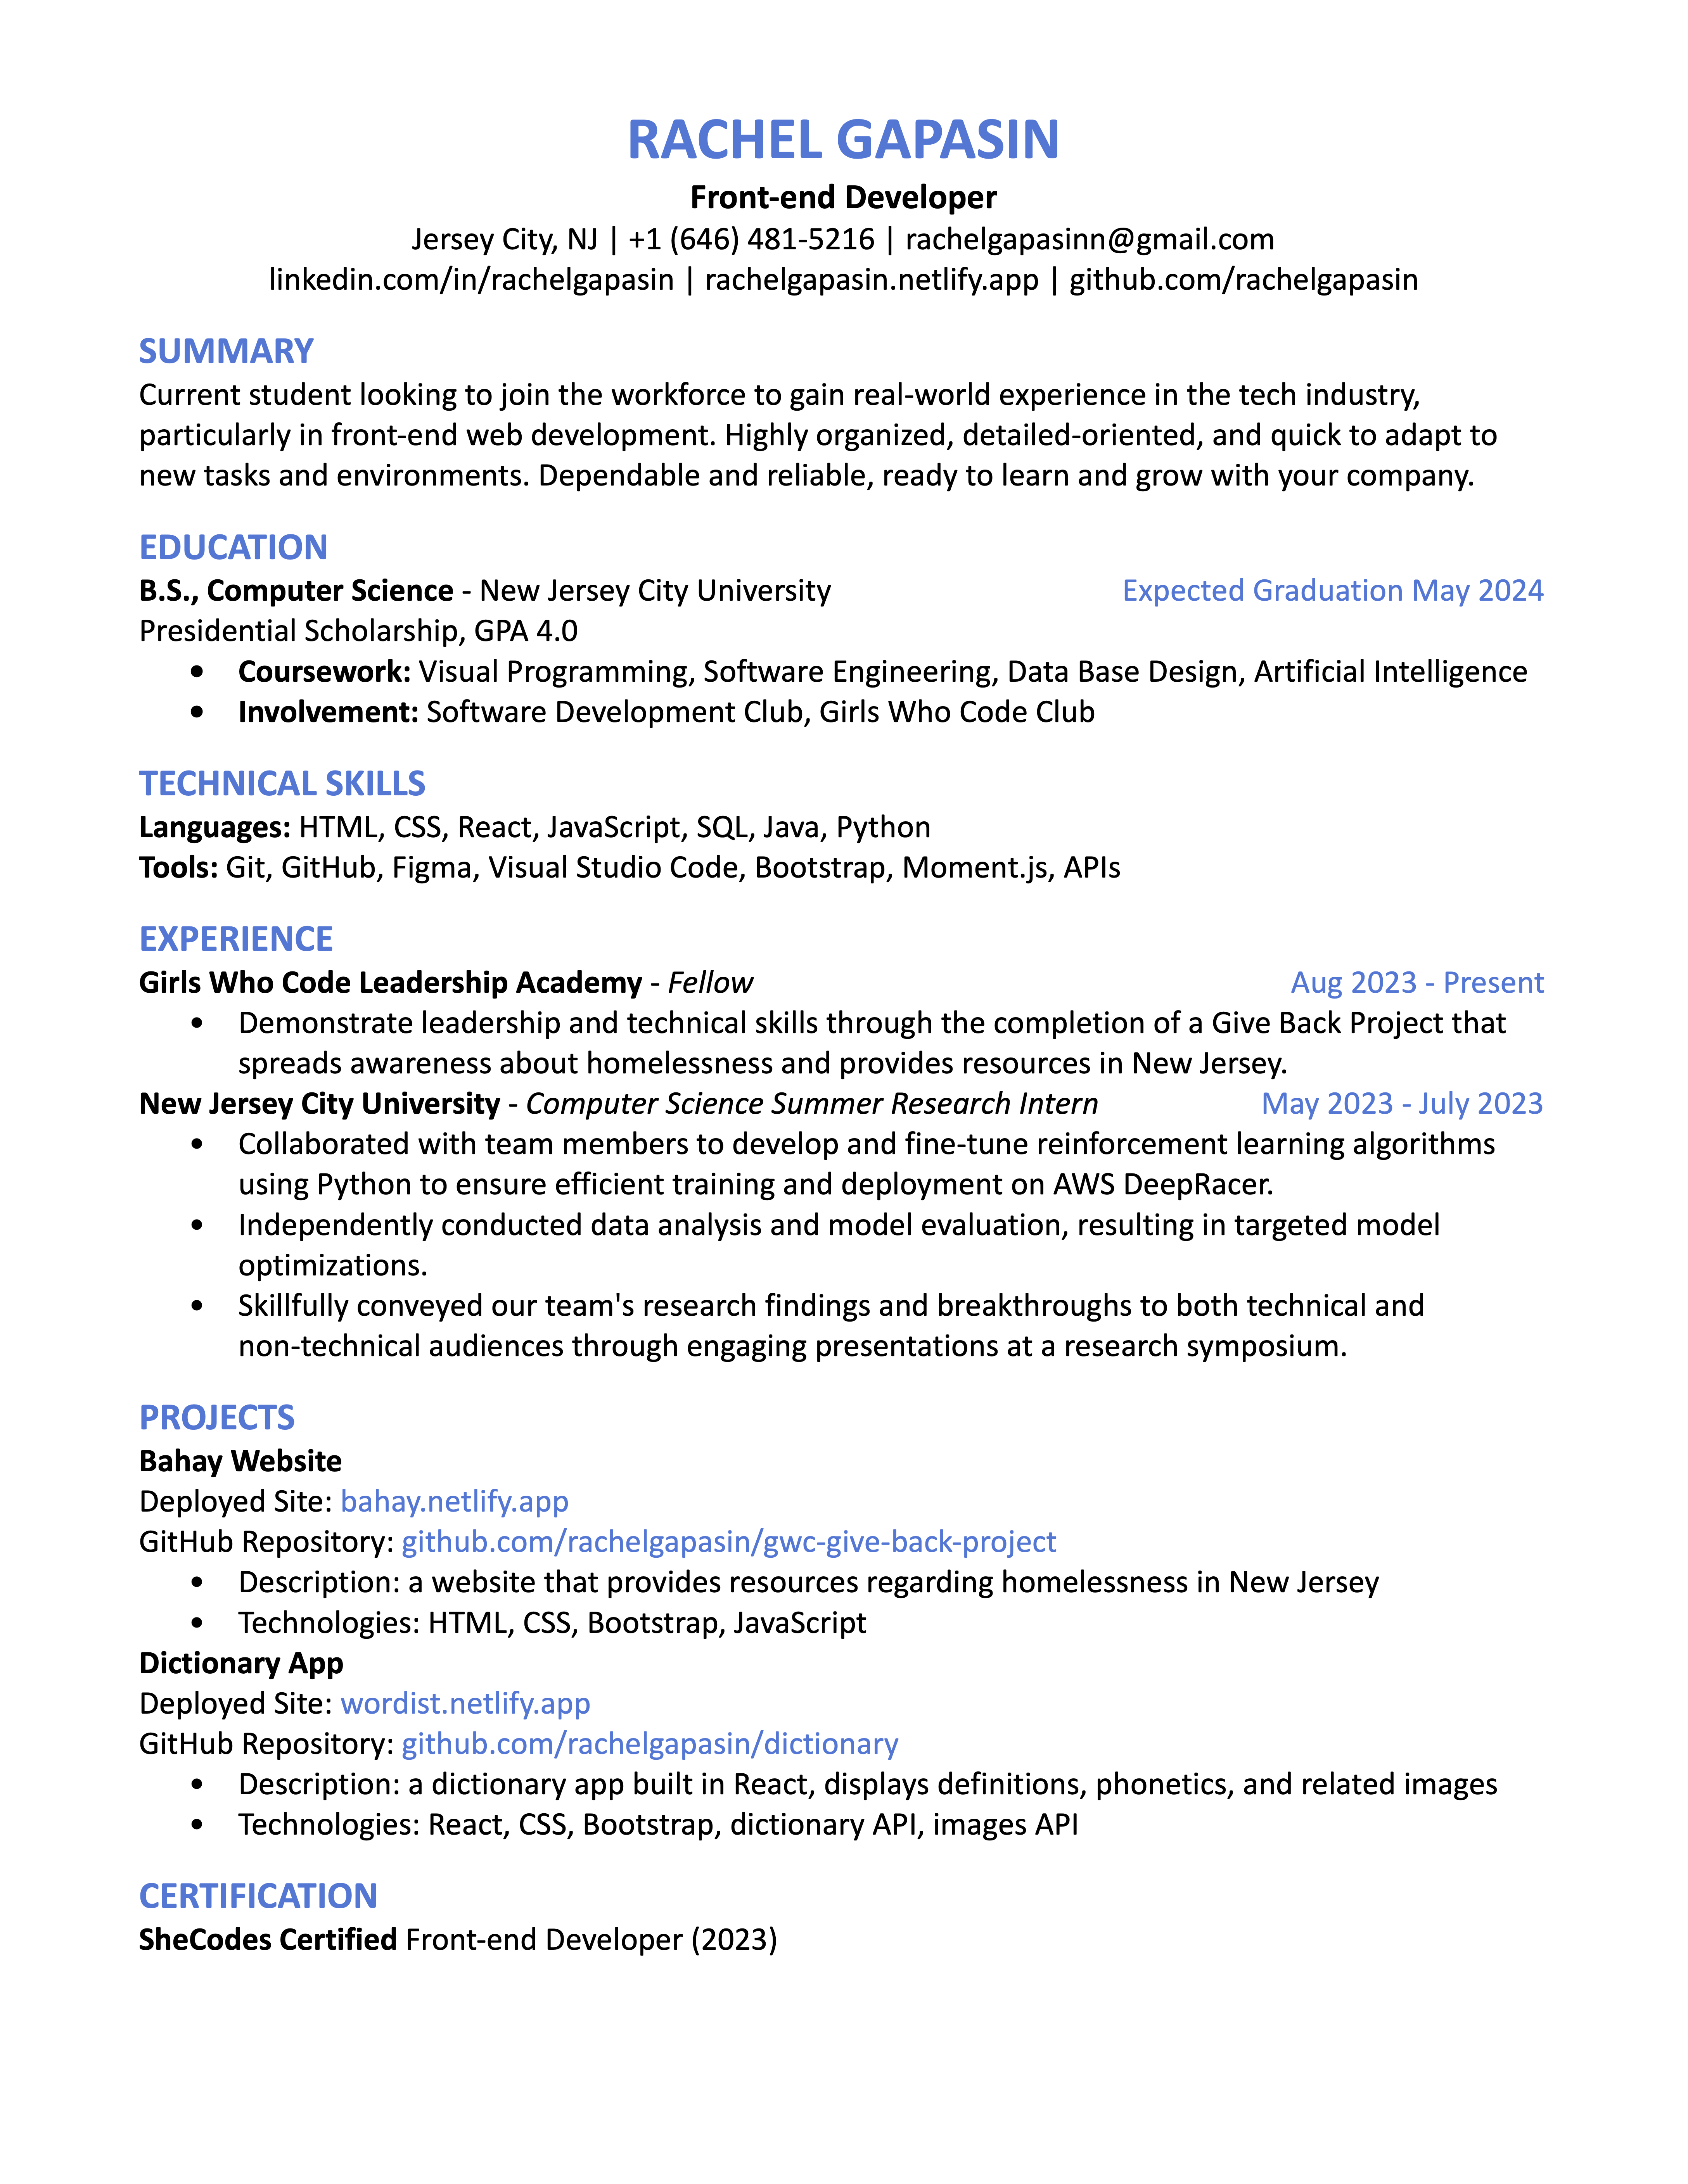 RACHEL GAPASIN
Front-end Developer
Jersey City, NJ | +1 (646) 481-5216 | rachelgapasinn@gmail.com
linkedin.com/in/rachelgapasin | rachelgapasin.netlify.app | github.com/rachelgapasin
SUMMARY
Current student looking to join the workforce to gain real-world experience in the tech industry,
particularly in front-end web development. Highly organized, detailed-oriented, and quick to adapt to
new tasks and environments. Dependable and reliable, ready to learn and grow with your company.
EDUCATION
B.S., Computer Science - New Jersey City University Expected Graduation May 2024
Presidential Scholarship, GPA 4.0
• Coursework: Visual Programming, Software Engineering, Data Base Design, Artificial Intelligence
• Involvement: Software Development Club, Girls Who Code Club
TECHNICAL SKILLS
Languages: HTML, CSS, React, JavaScript, SQL, Java, Python
Tools: Git, GitHub, Figma, Visual Studio Code, Bootstrap, Moment.js, APIs
EXPERIENCE
Girls Who Code Leadership Academy - Fellow Aug 2023 - Present
• Demonstrate leadership and technical skills through the completion of a Give Back Project that
spreads awareness about homelessness and provides resources in New Jersey.
New Jersey City University - Computer Science Summer Research Intern May 2023 - July 2023
• Collaborated with team members to develop and fine-tune reinforcement learning algorithms
using Python to ensure efficient training and deployment on AWS DeepRacer.
• Independently conducted data analysis and model evaluation, resulting in targeted model
optimizations.
• Skillfully conveyed our team's research findings and breakthroughs to both technical and
non-technical audiences through engaging presentations at a research symposium.
PROJECTS
Bahay Website
Deployed Site: bahay.netlify.app
GitHub Repository: github.com/rachelgapasin/gwc-give-back-project
• Description: a website that provides resources regarding homelessness in New Jersey
• Technologies: HTML, CSS, Bootstrap, JavaScript
Dictionary App
Deployed Site: wordist.netlify.app
GitHub Repository: github.com/rachelgapasin/dictionary
• Description: a dictionary app built in React, displays definitions, phonetics, and related images
• Technologies: React, CSS, Bootstrap, dictionary API, images API
CERTIFICATION
SheCodes Certified Front-end Developer (2023)